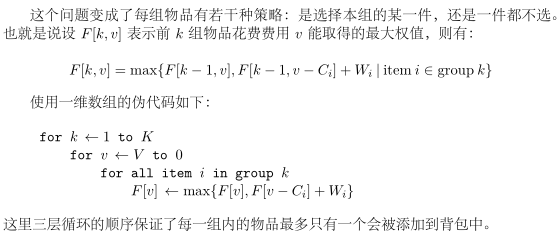 这个问题变成了每组物品有若干种策略：是选择本组的某一件，还是一件都不选。
也就是说设 F[k, v] 表示前 k 组物品花费费用 v 能取得的最大权值，则有：
F[k, v] = max{F[k − 1, v], F[k − 1, v − C_i] + W_i | item i ∈ group k}
使用一维数组的伪代码如下：
for k ← 1 to K
for v ← V to 0
for all item i in group k
F[v] ← max{F[v], F[v − C_i] + W_i}
这里三层循环的顺序保证了每一组内的物品最多只有一个会被添加到背包中。